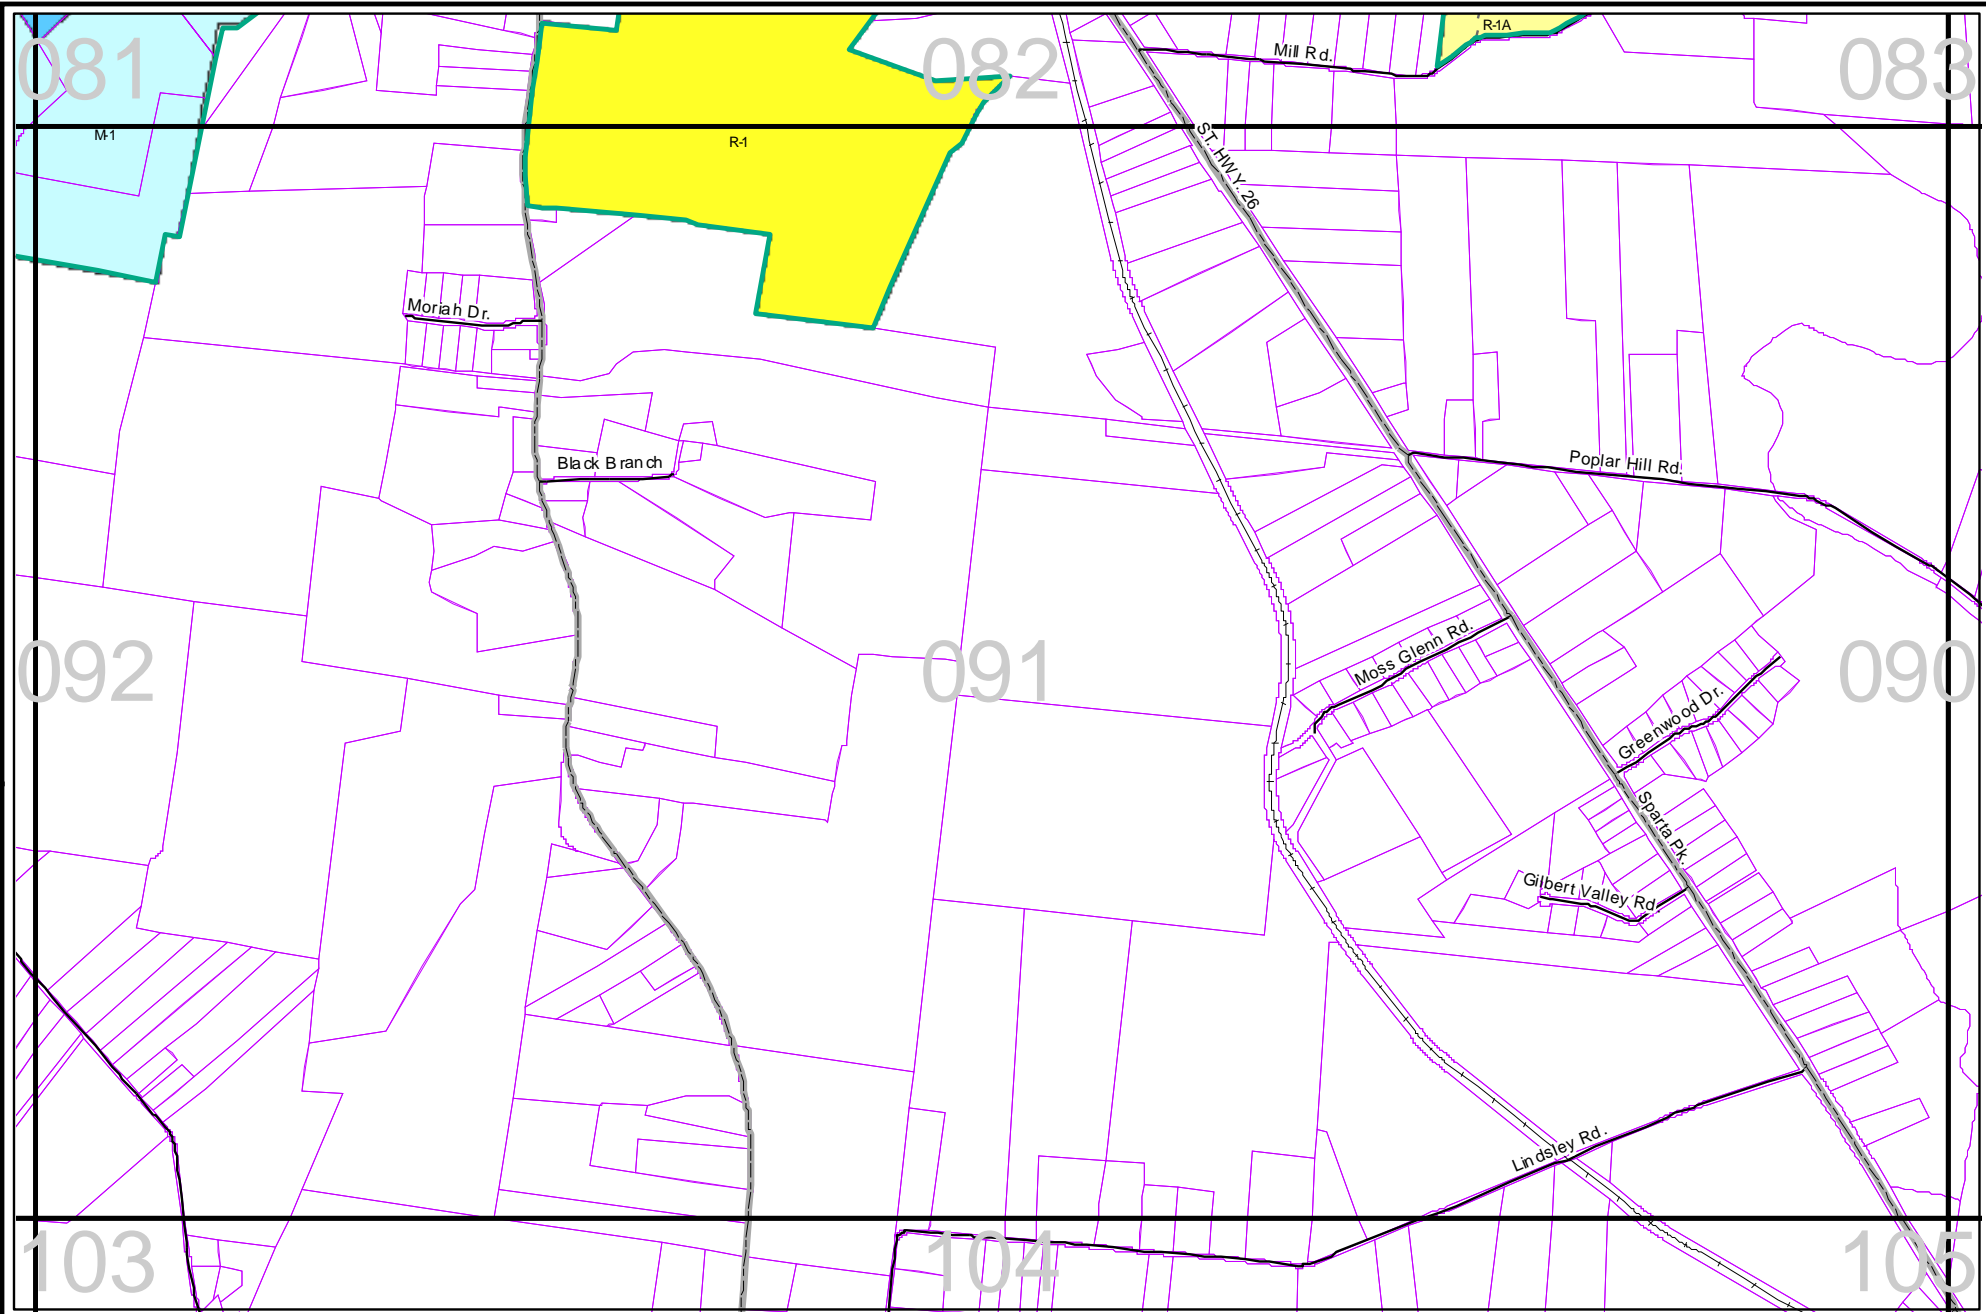 R-1A
081
082
083
Mill Rd.
M-1
R-1
ST. HWY. 26
Moriah Dr.
Black Branch
Poplar Hill Rd.
092
091
090
Moss Glenn Rd.
Greenwood Dr.
Sparta Pk.
Gilbert Valley Rd
Lindsley Rd.
103
104
105